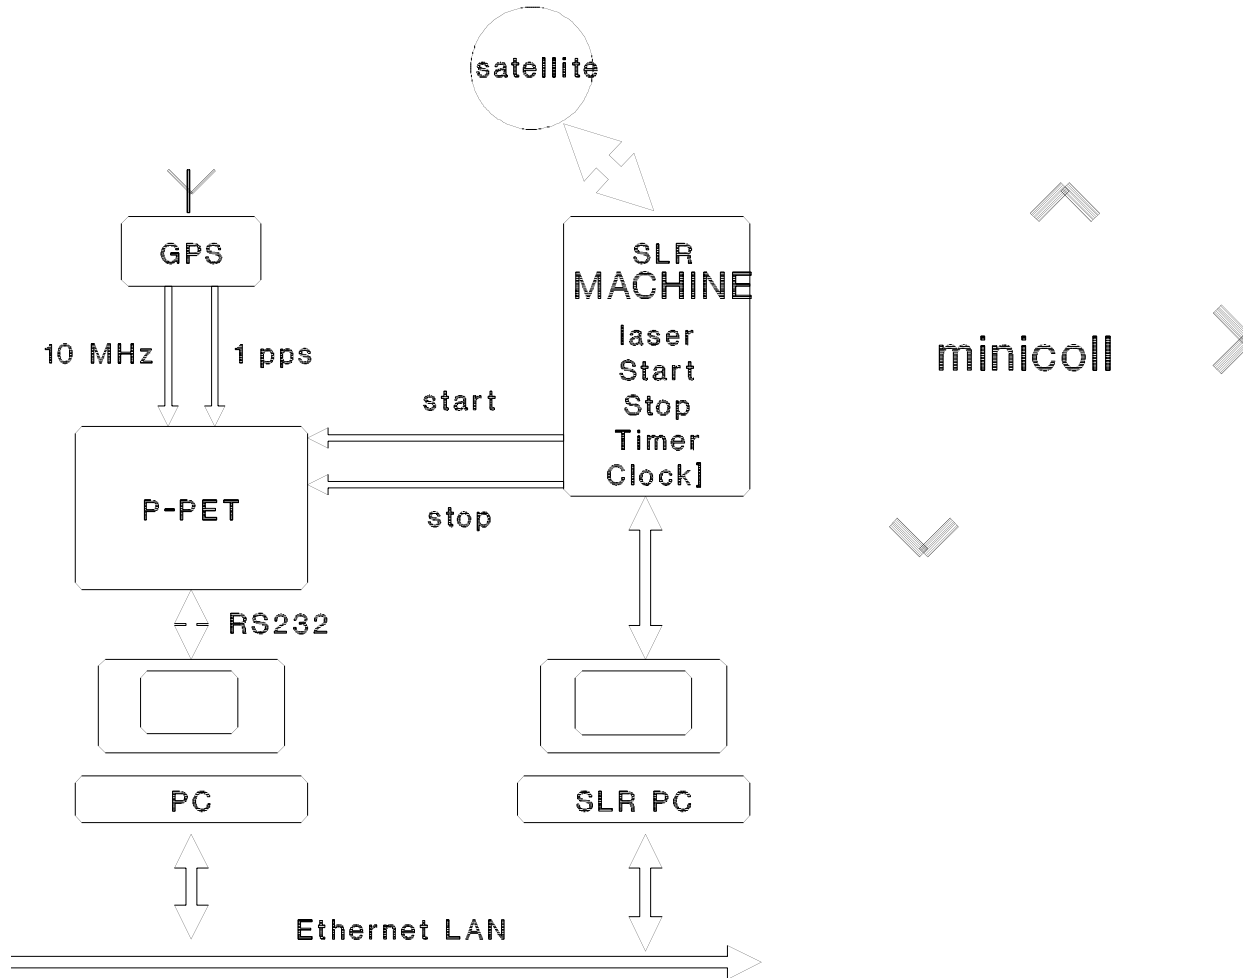 satellite
GPS
SLR
MACHINE
laser
Start
Stop
Timer
Clock]
10 MHz
1 pps
start
stop
minicoll
P-PET
RS232
PC
SLR PC
Ethernet LAN